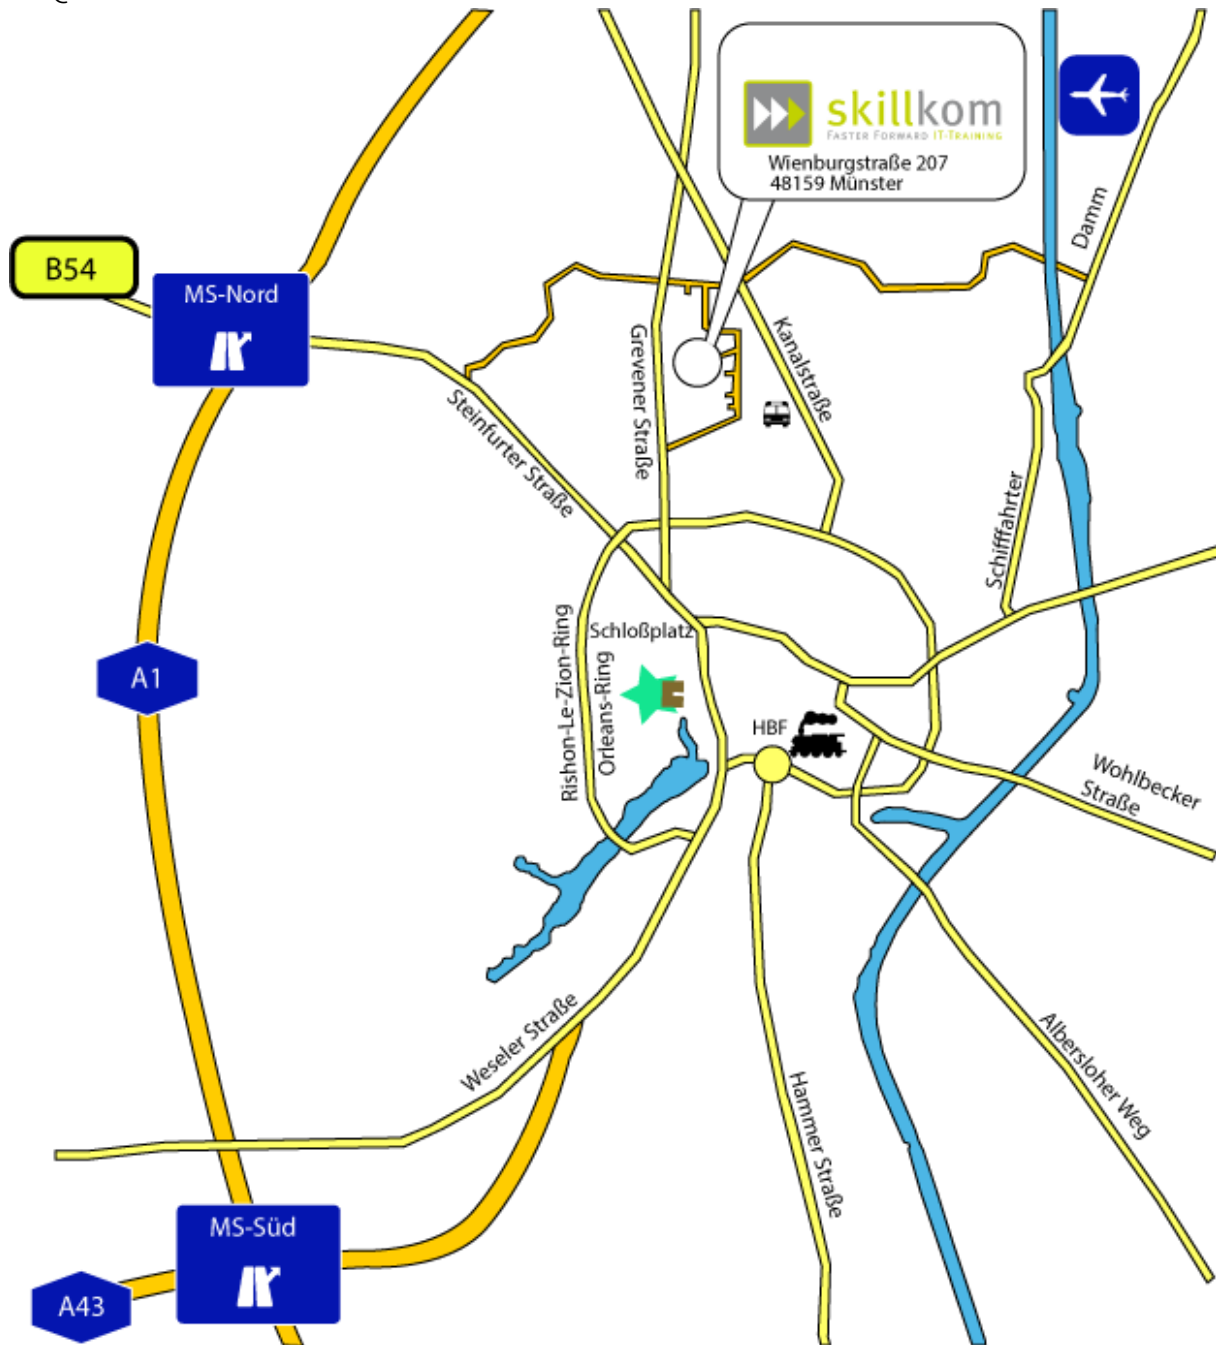 skillkom
FASTER FORWARD IT-TRAINING
Wienburgstraße 207
48159 Münster
B54
MS-Nord
Damm
Kanalstraße
Grevener Straße
Steinfurter Straße
Schifffahrter
Schloßplatz
Rishon-Le-Zion-Ring
Orleans-Ring
A1
HBF
Wohlbecker
Straße
Weseler Straße
Albersloher Weg
Hammer Straße
MS-Süd
A43